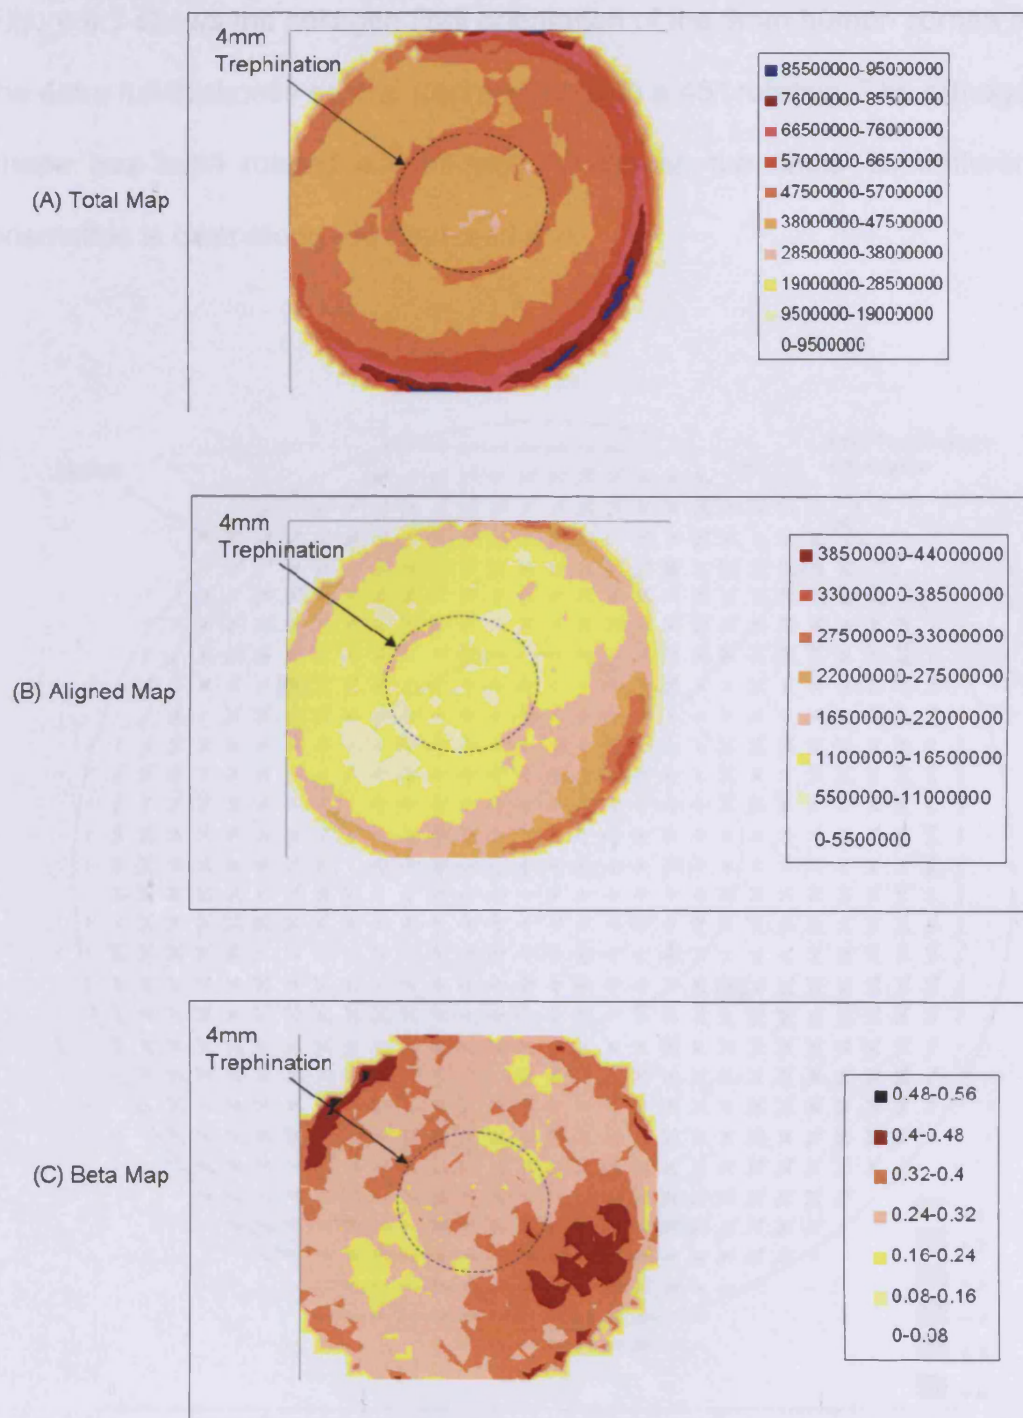 4mm
Trephination
(A) Total Map
85500000-95000000
76000000-85500000
66500000-76000000
57000000-66500000
47500000-57000000
38000000-47500000
28500000-38000000
19000000-28500000
9500000-19000000
0-9500000
4mm
Trephination
(B) Aligned Map
38500000-44000000
33000000-38500000
27500000-33000000
22000000-27500000
16500000-22000000
11000000-16500000
5500000-11000000
0-5500000
4mm
Trephination
(C) Beta Map
0.48-0.56
0.4-0.48
0.32-0.4
0.24-0.32
0.16-0.24
0.08-0.16
0-0.08